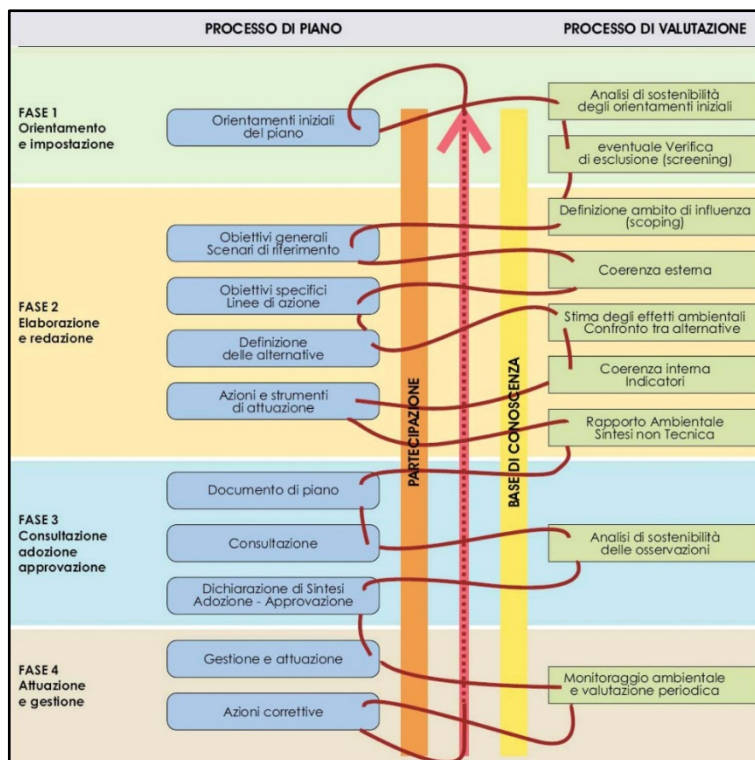 PROCESSO DI PIANO
PROCESSO DI VALUTAZIONE
FASE 1
Orientamento
e impostazione
Orientamenti iniziali
del piano
Analisi di sostenibilità
degli orientamenti iniziali
eventuale Verifica
di esclusione (screening)
FASE 2
Elaborazione
e redazione
Obiettivi generali
Scenari di riferimento
Obiettivi specifici
Linee di azione
Definizione
delle alternative
Azioni e strumenti
di attuazione
Definizione ambito di influenza
(scoping)
Coerenza esterna
Stima degli effetti ambientali
Confronto tra alternative
Coerenza interna
Indicatori
Rapporto Ambientale
Sintesi non Tecnica
PARTECIPAZIONE
BASE DI CONOSCENZA
FASE 3
Consultazione
adozione
approvazione
Documento di piano
Consultazione
Dichiarazione di Sintesi
Adozione - Approvazione
Analisi di sostenibilità
delle osservazioni
FASE 4
Attuazione
e gestione
Gestione e attuazione
Azioni correttive
Monitoraggio ambientale
e valutazione periodica